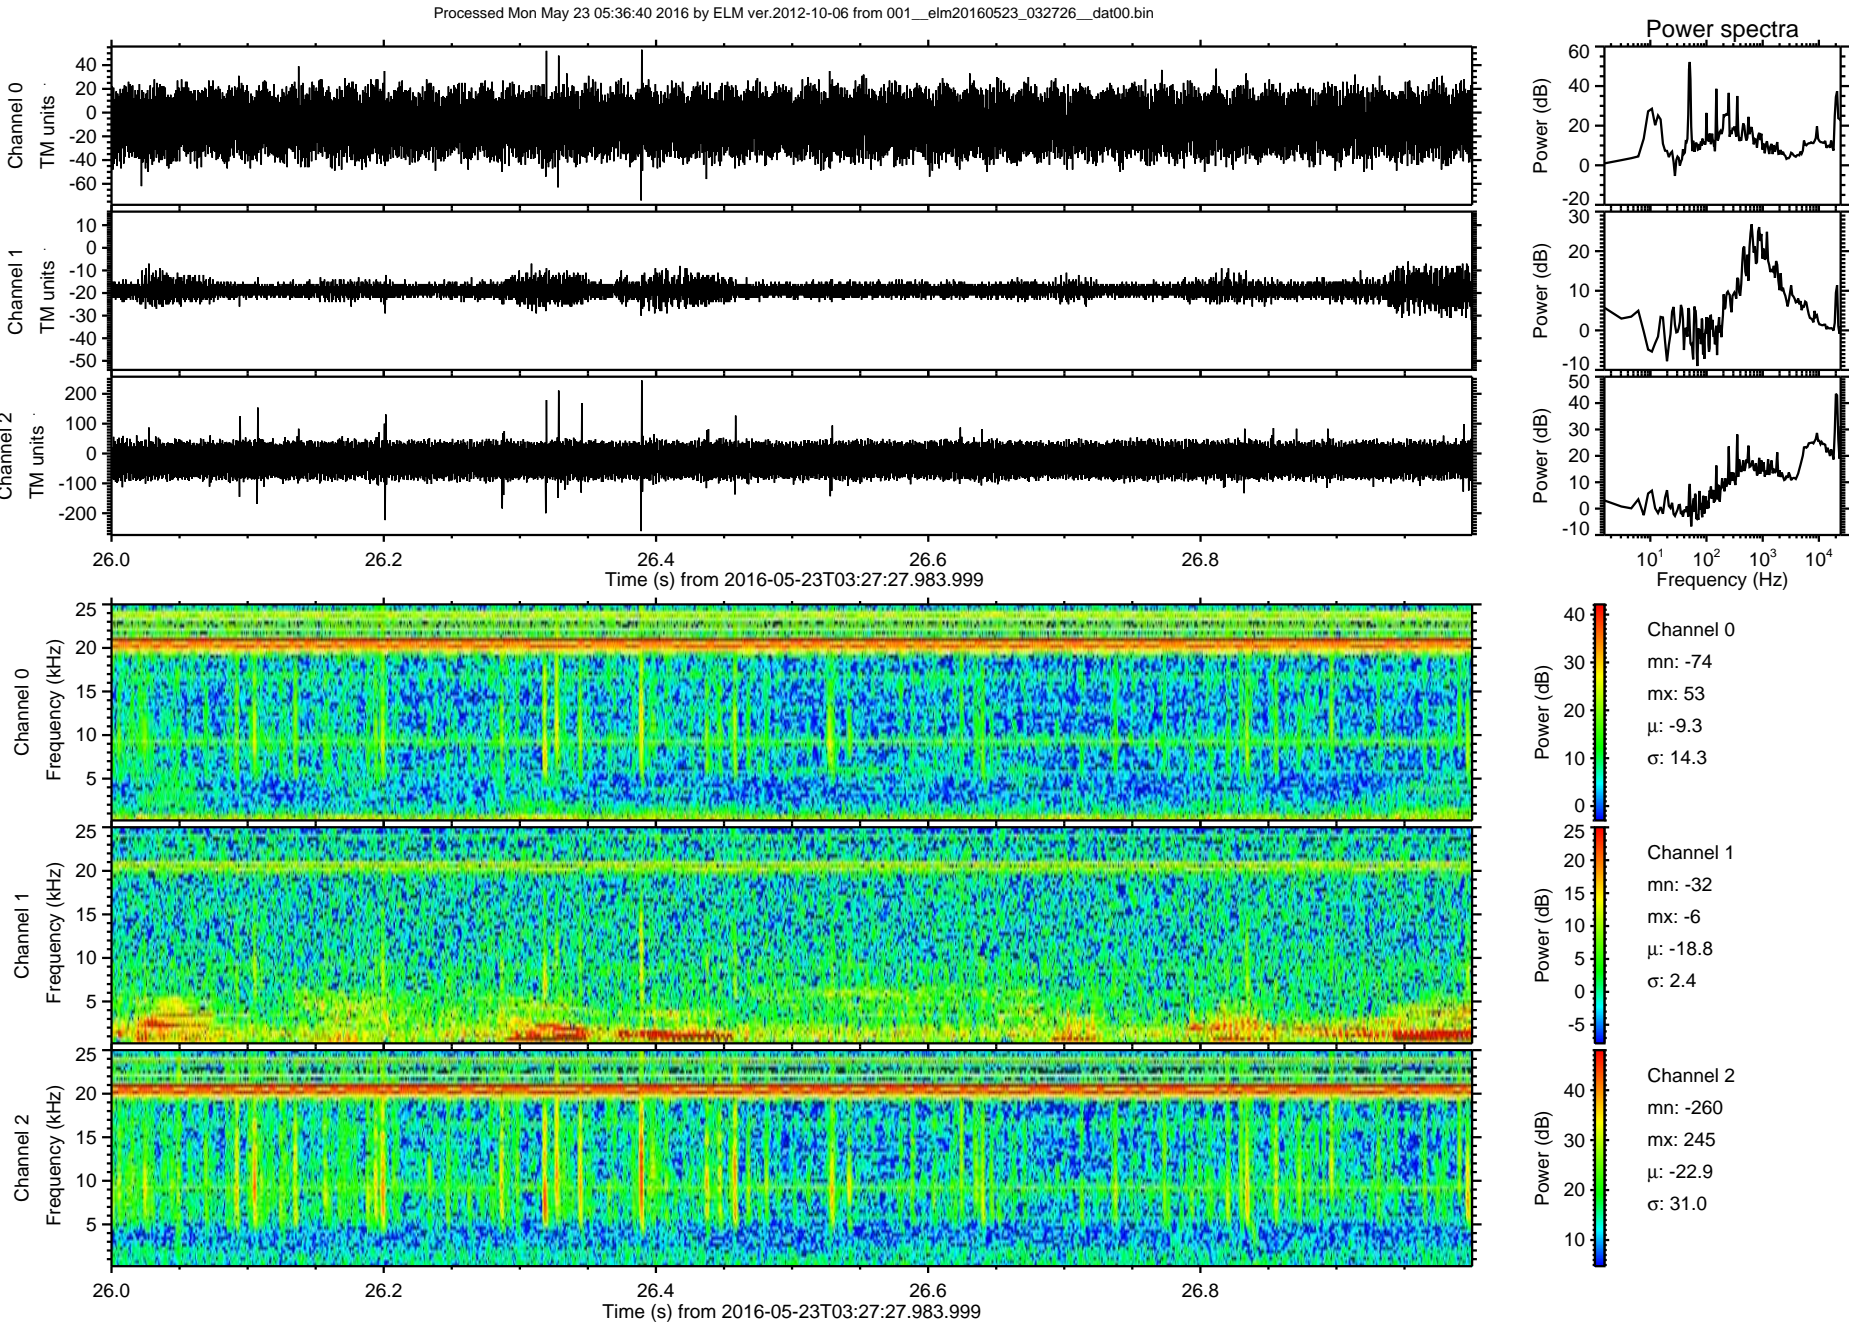 Processed Mon May 23 05:36:40 2016 by ELM ver.2012-10-06 from 001__elm20160523_032726__dat00.bin
Power spectra
Channel 0
TM units
40
20
0
-20
-40
-60
Power (dB)
60
40
20
0
-20
Channel 1
TM units
10
0
-10
-20
-30
-40
-50
Power (dB)
30
20
10
0
-10
Channel 2
TM units
200
100
0
-100
-200
Power (dB)
50
40
30
20
10
0
-10
26.0 26.2 26.4 26.6 26.8
Time (s) from 2016-05-23T03:27:27.983.999
10^1 10^2 10^3 10^4
Frequency (Hz)
Channel 0
Frequency (kHz)
25
20
15
10
5
Power (dB)
40
30
20
10
0
Channel 0
mn: -74
mx: 53
μ: -9.3
σ: 14.3
Channel 1
Frequency (kHz)
25
20
15
10
5
Power (dB)
25
20
15
10
5
0
-5
Channel 1
mn: -32
mx: -6
μ: -18.8
σ: 2.4
Channel 2
Frequency (kHz)
25
20
15
10
5
Power (dB)
40
30
20
10
Channel 2
mn: -260
mx: 245
μ: -22.9
σ: 31.0
26.0 26.2 26.4 26.6 26.8
Time (s) from 2016-05-23T03:27:27.983.999